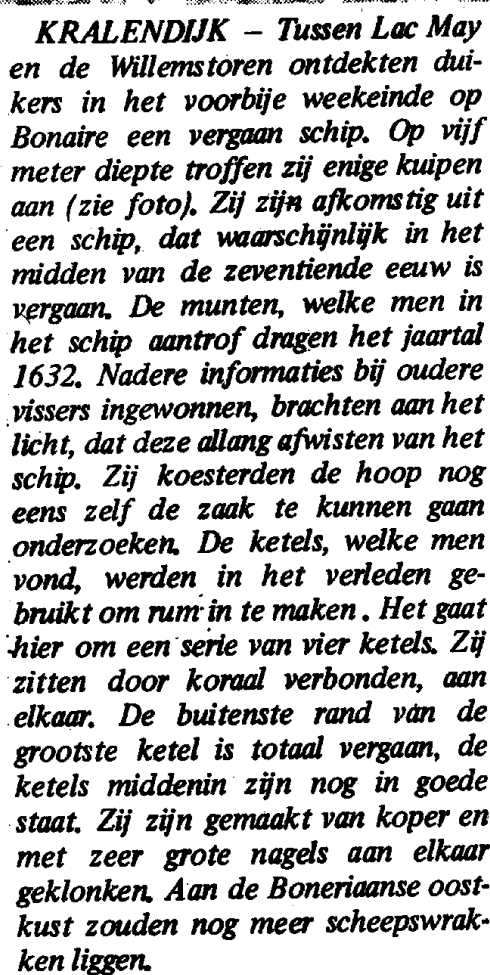 KRALENDIJK – Tussen Lac May
en de Willemstoren ontdekten dui-
kers in het voorbije weekeinde op
Bonaire een vergaan schip. Op vijf
meter diepte troffen zij enige kuipen
aan (zie foto). Zij zijn afkomstig uit
een schip, dat waarschijnlijk in het
midden van de zeventiende eeuw is
vergaan. De munten, welke men in
het schip aantrof dragen het jaartal
1632. Nadere informaties bij oudere
vissers ingewonnen, brachten aan het
licht, dat deze allang afwisten van het
schip. Zij koesterden de hoop nog
eens zelf de zaak te kunnen gaan
onderzoeken. De ketels, welke men
vond, werden in het verleden ge-
bruikt om rum in te maken. Het gaat
hier om een serie van vier ketels. Zij
zitten door koraal verbonden, aan
elkaar. De buitenste rand van de
grootste ketel is totaal vergaan, de
ketels middenin zijn nog in goede
staat. Zij zijn gemaakt van koper en
met zeer grote nagels aan elkaar
geklonken. Aan de Boneriaanse oost-
kust zouden nog meer scheepswrak-
ken liggen.